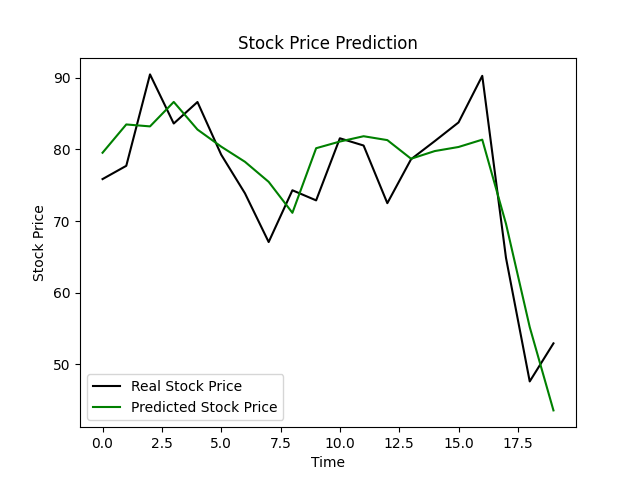 Stock Price Prediction
90
80
70
60
50
Stock Price
Real Stock Price
Predicted Stock Price
0.0 2.5 5.0 7.5 10.0 12.5 15.0 17.5
Time